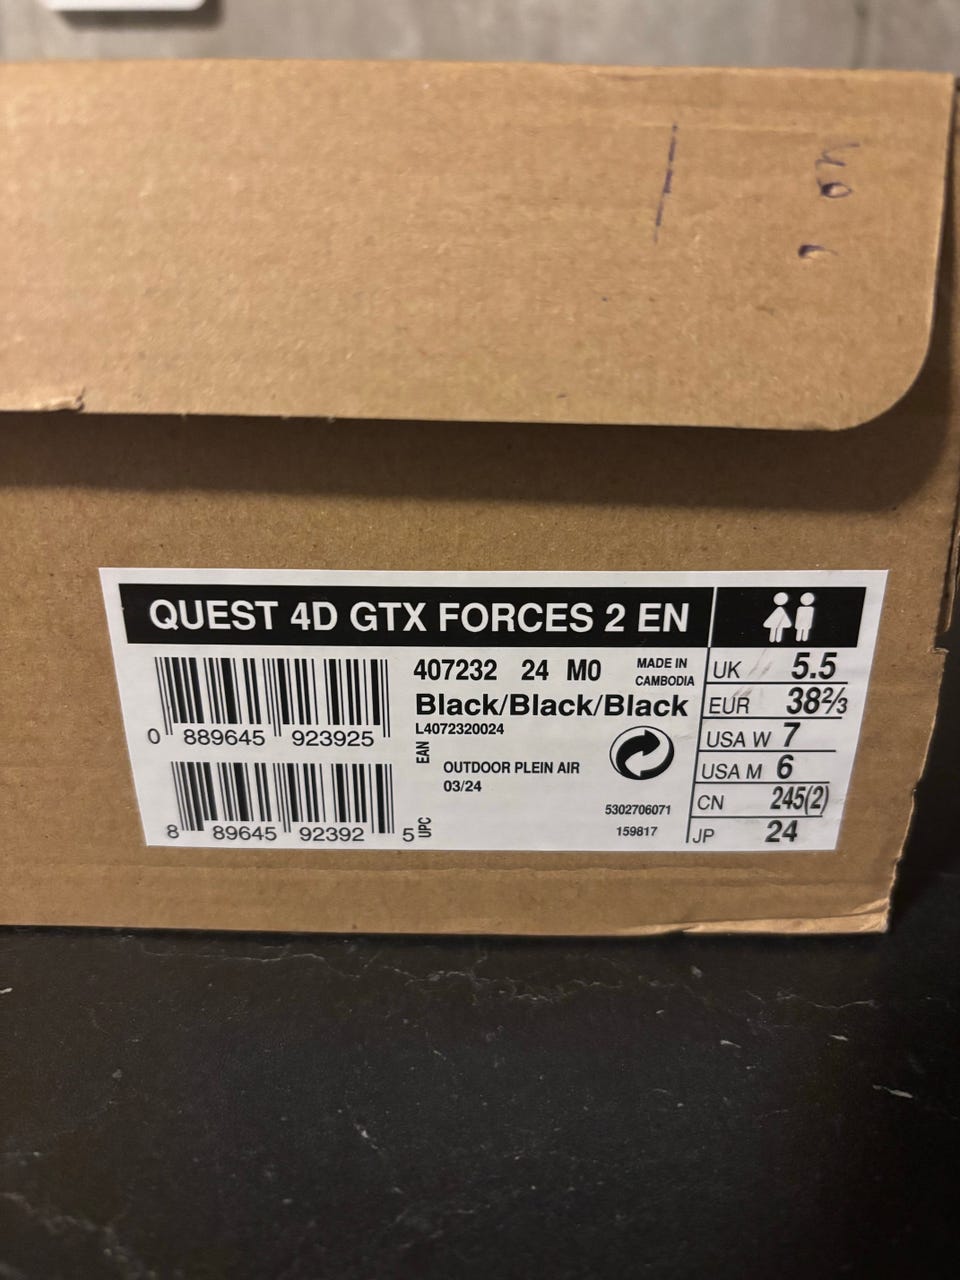 QUEST 4D GTX FORCES 2 EN
407232 24 M0
MADE IN
CAMBODIA
Black/Black/Black
L4072320024
0 889645 923925
EAN
OUTDOOR PLEIN AIR
03/24
5302706071
159817
8 89645 92392 5
UPC
UK 5.5
EUR 38⅔
USA W 7
USA M 6
CN 245(2)
JP 24